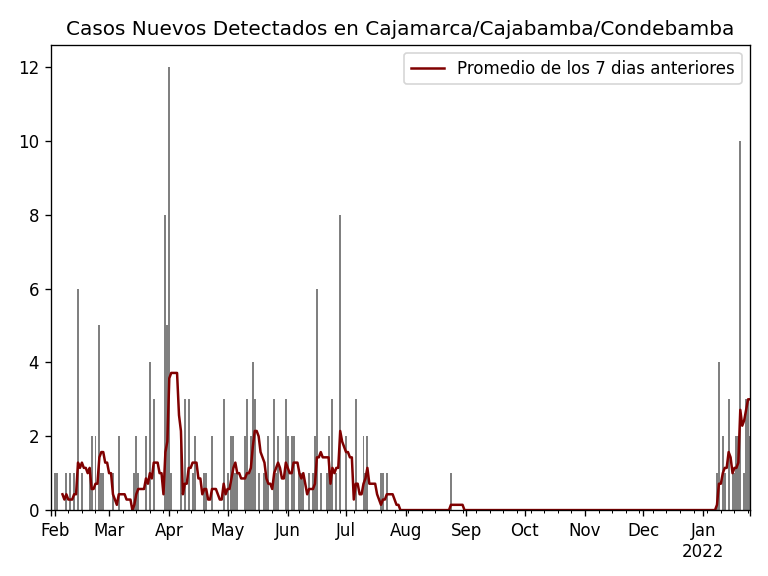 Casos Nuevos Detectados en Cajamarca/Cajabamba/Condebamba
Promedio de los 7 dias anteriores
12
10
8
6
4
2
0
Feb Mar Apr May Jun Jul Aug Sep Oct Nov Dec Jan
2022